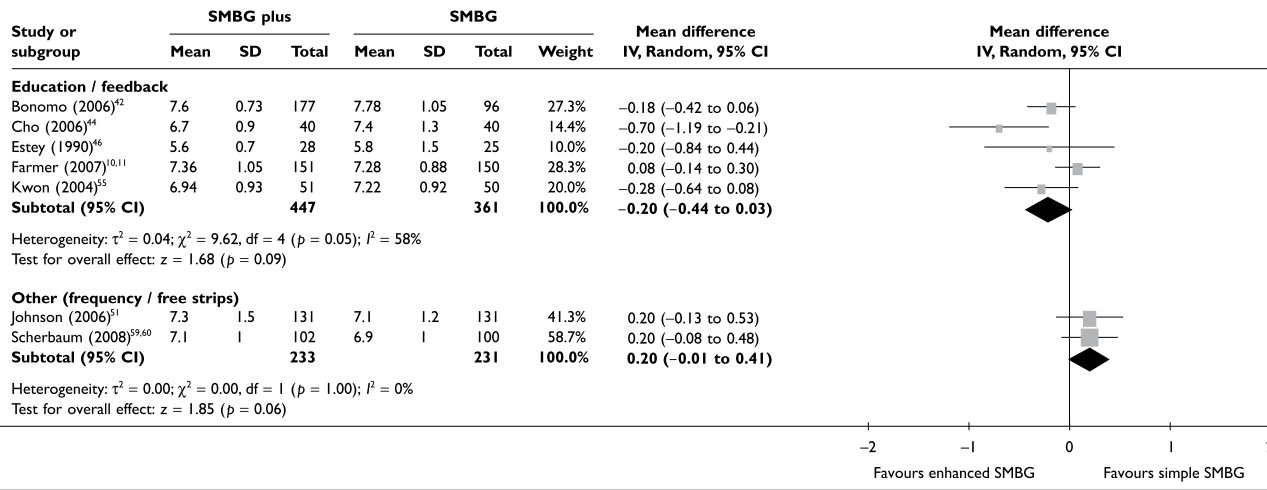 SMBG plus SMBG
Study or subgroup Mean SD Total Mean SD Total Weight Mean difference IV, Random, 95% CI Mean difference IV, Random, 95% CI
Education / feedback
Bonomo (2006)42 7.6 0.73 177 7.78 1.05 96 27.3% −0.18 (−0.42 to 0.06)
Cho (2006)44 6.7 0.9 40 7.4 1.3 40 14.4% −0.70 (−1.19 to −0.21)
Estey (1990)46 5.6 0.7 28 5.8 1.5 25 10.0% −0.20 (−0.84 to 0.44)
Farmer (2007)10,11 7.36 1.05 151 7.28 0.88 150 28.3% 0.08 (−0.14 to 0.30)
Kwon (2004)55 6.94 0.93 51 7.22 0.92 50 20.0% −0.28 (−0.64 to 0.08)
Subtotal (95% CI) 447 361 100.0% −0.20 (−0.44 to 0.03)
Heterogeneity: τ2 = 0.04; χ2 = 9.62, df = 4 (p = 0.05); I2 = 58%
Test for overall effect: z = 1.68 (p = 0.09)
Other (frequency / free strips)
Johnson (2006)51 7.3 1.5 131 7.1 1.2 131 41.3% 0.20 (−0.13 to 0.53)
Scherbaum (2008)59,60 7.1 1 102 6.9 1 100 58.7% 0.20 (−0.08 to 0.48)
Subtotal (95% CI) 233 231 100.0% 0.20 (−0.01 to 0.41)
Heterogeneity: τ2 = 0.00; χ2 = 0.00, df = 1 (p = 1.00); I2 = 0%
Test for overall effect: z = 1.85 (p = 0.06)
−2 −1 0 1
Favours enhanced SMBG Favours simple SMBG